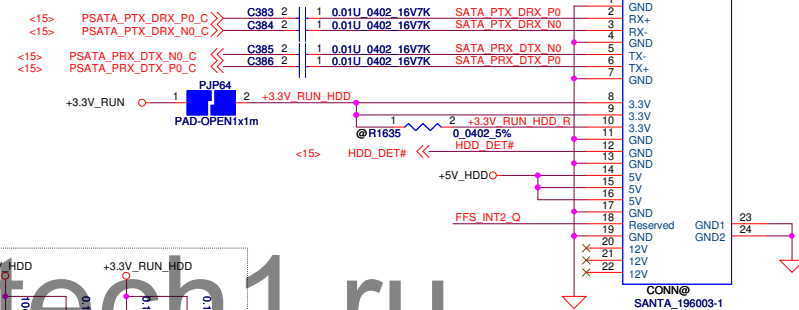 1 GND
<15> PSATA_PTX_DRX_P0_C C383 2 1 0.01U_0402_16V7K SATA_PTX_DRX_P0 2 RX+
<15> PSATA_PTX_DRX_N0_C C384 2 1 0.01U_0402_16V7K SATA_PTX_DRX_N0 3 RX-
4 GND
<15> PSATA_PRX_DTX_N0_C C385 2 1 0.01U_0402_16V7K SATA_PRX_DTX_N0 5 TX-
<15> PSATA_PRX_DTX_P0_C C386 2 1 0.01U_0402_16V7K SATA_PRX_DTX_P0 6 TX+
7 GND
PJP64
+3.3V_RUN 1 2 +3.3V_RUN_HDD 8 3.3V
PAD-OPEN1x1m
9 3.3V
1 2 +3.3V_RUN_HDD_R 10 3.3V
@R1635 0_0402_5%
11 GND
<15> HDD_DET# HDD_DET# 12 GND
13 GND
+5V_HDD 14 5V
15 5V
16 5V
17 GND
FFS_INT2_Q 18 Reserved GND1 23
19 GND GND2 24
20 12V
21 12V
22 12V
CONN@
SANTA_196003-1
_HDD +3.3V_RUN_HDD
tech1.ru